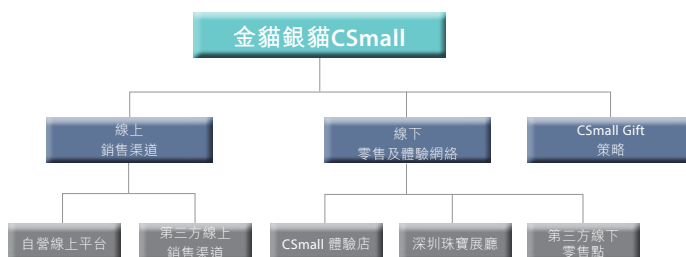 金貓銀貓CSmall
線上
銷售渠道
線下
零售及體驗網絡
CSmall Gift
策略
自營線上平台
第三方線上
銷售渠道
CSmall 體驗店
深圳珠寶展廳
第三方線下
零售點